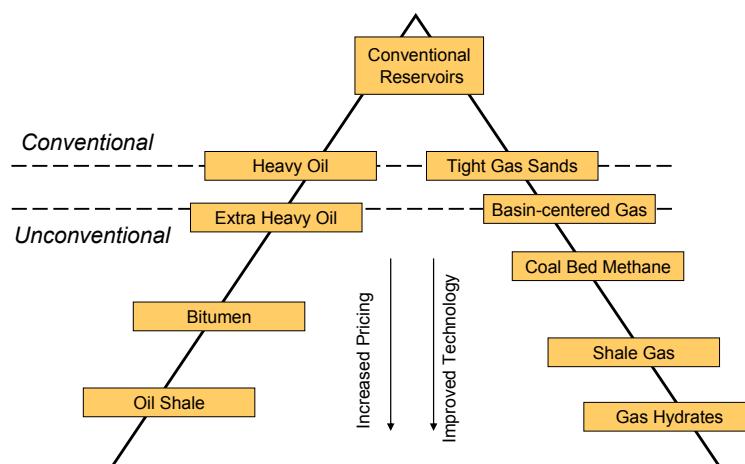 Conventional
Reservoirs
Conventional
Heavy Oil
Tight Gas Sands
Basin-centered Gas
Extra Heavy Oil
Unconventional
Coal Bed Methane
Increased Pricing
Improved Technology
Bitumen
Shale Gas
Oil Shale
Gas Hydrates